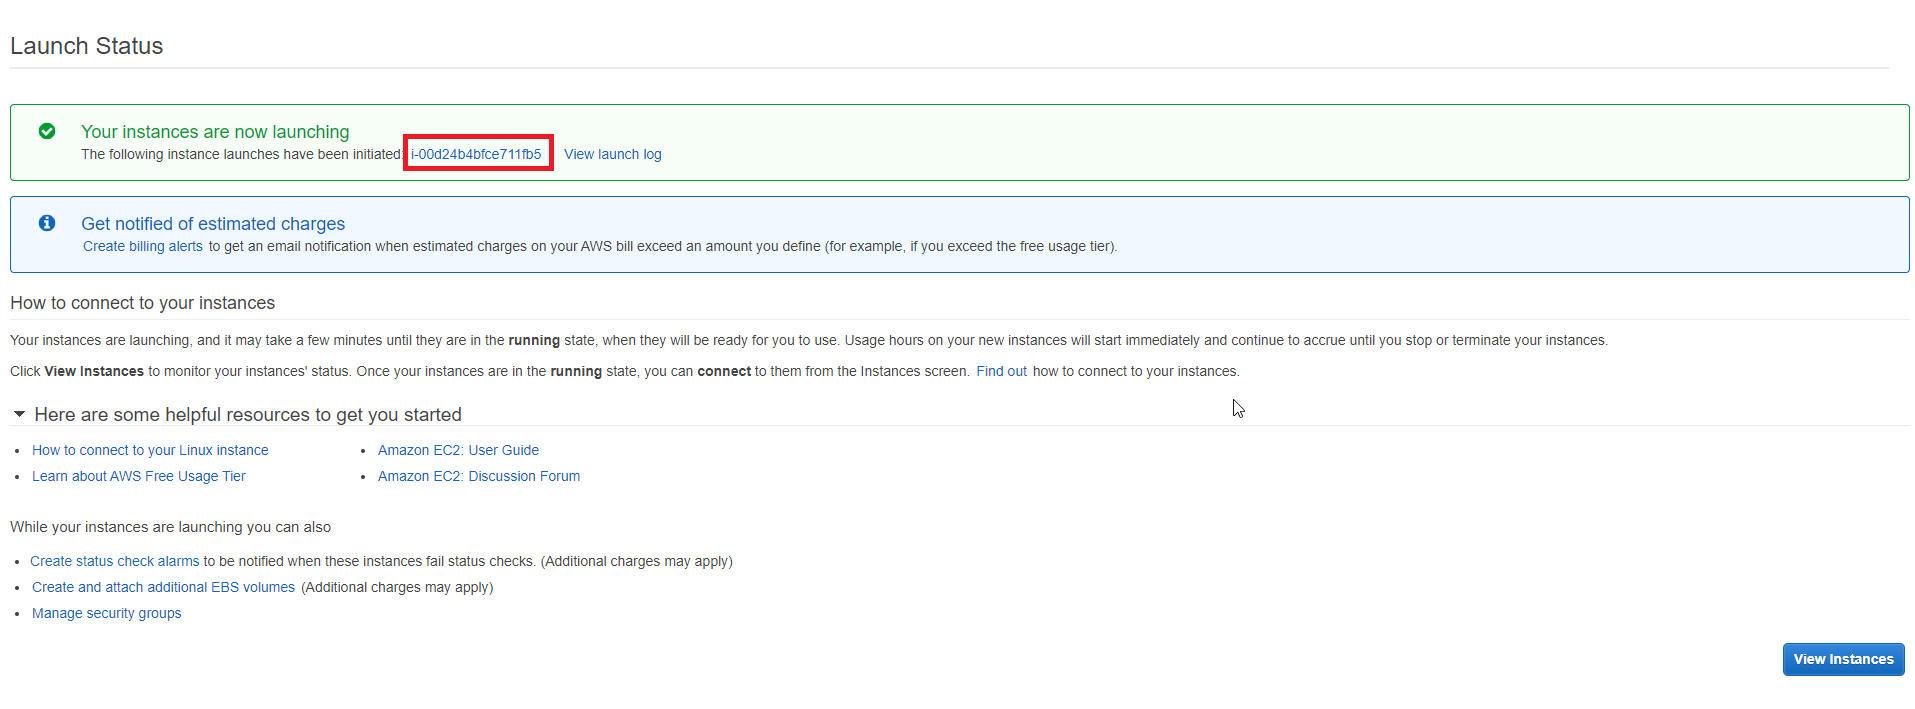 Launch Status
Your instances are now launching
The following instance launches have been initiated: i-00d24b4bfce711fb5 View launch log
Get notified of estimated charges
Create billing alerts to get an email notification when estimated charges on your AWS bill exceed an amount you define (for example, if you exceed the free usage tier).
How to connect to your instances
Your instances are launching, and it may take a few minutes until they are in the running state, when they will be ready for you to use. Usage hours on your new instances will start immediately and continue to accrue until you stop or terminate your instances.
Click View Instances to monitor your instances' status. Once your instances are in the running state, you can connect to them from the Instances screen. Find out how to connect to your instances.
Here are some helpful resources to get you started
• How to connect to your Linux instance
• Learn about AWS Free Usage Tier
• Amazon EC2: User Guide
• Amazon EC2: Discussion Forum
While your instances are launching you can also
• Create status check alarms to be notified when these instances fail status checks. (Additional charges may apply)
• Create and attach additional EBS volumes (Additional charges may apply)
• Manage security groups
View Instances